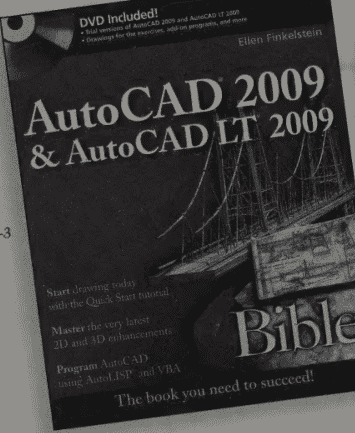 DVD Included!
• Trial versions of AutoCAD 2009 and AutoCAD LT 2009
• Drawings for the exercises, add-on programs, and more
Ellen Finkelstein
AutoCAD® 2009
& AutoCAD LT® 2009
-3
Start drawing today
with the Quick Start tutorial
Master the very latest
2D and 3D enhancements
Program AutoCAD
using AutoLISP® and VBA
Bible
The book you need to succeed!